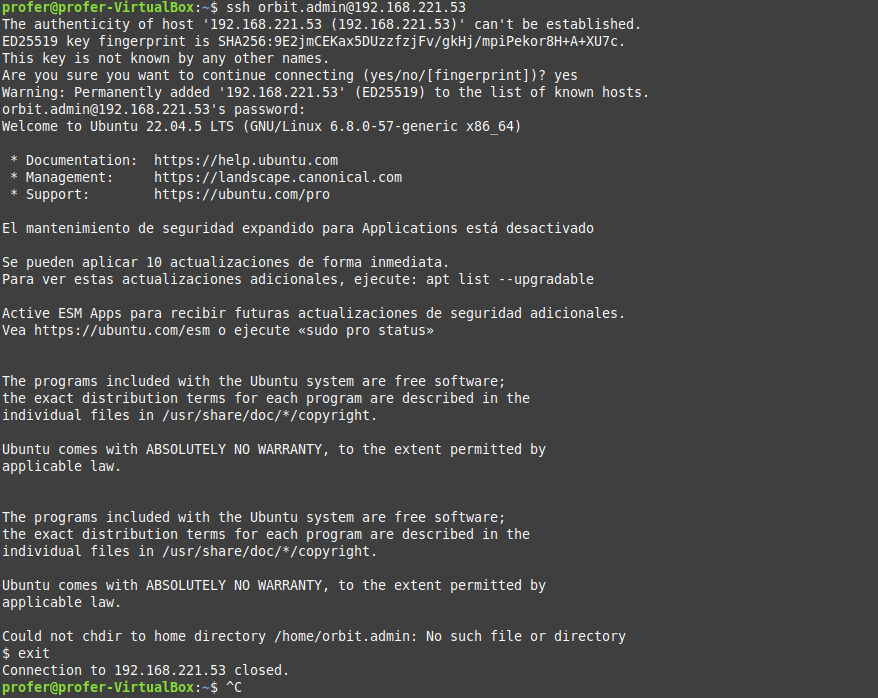 profer@profer-VirtualBox:~$ ssh orbit.admin@192.168.221.53
The authenticity of host '192.168.221.53 (192.168.221.53)' can't be established.
ED25519 key fingerprint is SHA256:9E2jmCEKax5DUzzfzjFv/gkHj/mpiPekor8H+A+XU7c.
This key is not known by any other names.
Are you sure you want to continue connecting (yes/no/[fingerprint])? yes
Warning: Permanently added '192.168.221.53' (ED25519) to the list of known hosts.
orbit.admin@192.168.221.53's password:
Welcome to Ubuntu 22.04.5 LTS (GNU/Linux 6.8.0-57-generic x86_64)

 * Documentation:  https://help.ubuntu.com
 * Management:     https://landscape.canonical.com
 * Support:        https://ubuntu.com/pro

El mantenimiento de seguridad expandido para Applications está desactivado

Se pueden aplicar 10 actualizaciones de forma inmediata.
Para ver estas actualizaciones adicionales, ejecute: apt list --upgradable

Active ESM Apps para recibir futuras actualizaciones de seguridad adicionales.
Vea https://ubuntu.com/esm o ejecute «sudo pro status»


The programs included with the Ubuntu system are free software;
the exact distribution terms for each program are described in the
individual files in /usr/share/doc/*/copyright.

Ubuntu comes with ABSOLUTELY NO WARRANTY, to the extent permitted by
applicable law.


The programs included with the Ubuntu system are free software;
the exact distribution terms for each program are described in the
individual files in /usr/share/doc/*/copyright.

Ubuntu comes with ABSOLUTELY NO WARRANTY, to the extent permitted by
applicable law.

Could not chdir to home directory /home/orbit.admin: No such file or directory
$ exit
Connection to 192.168.221.53 closed.
profer@profer-VirtualBox:~$ ^C